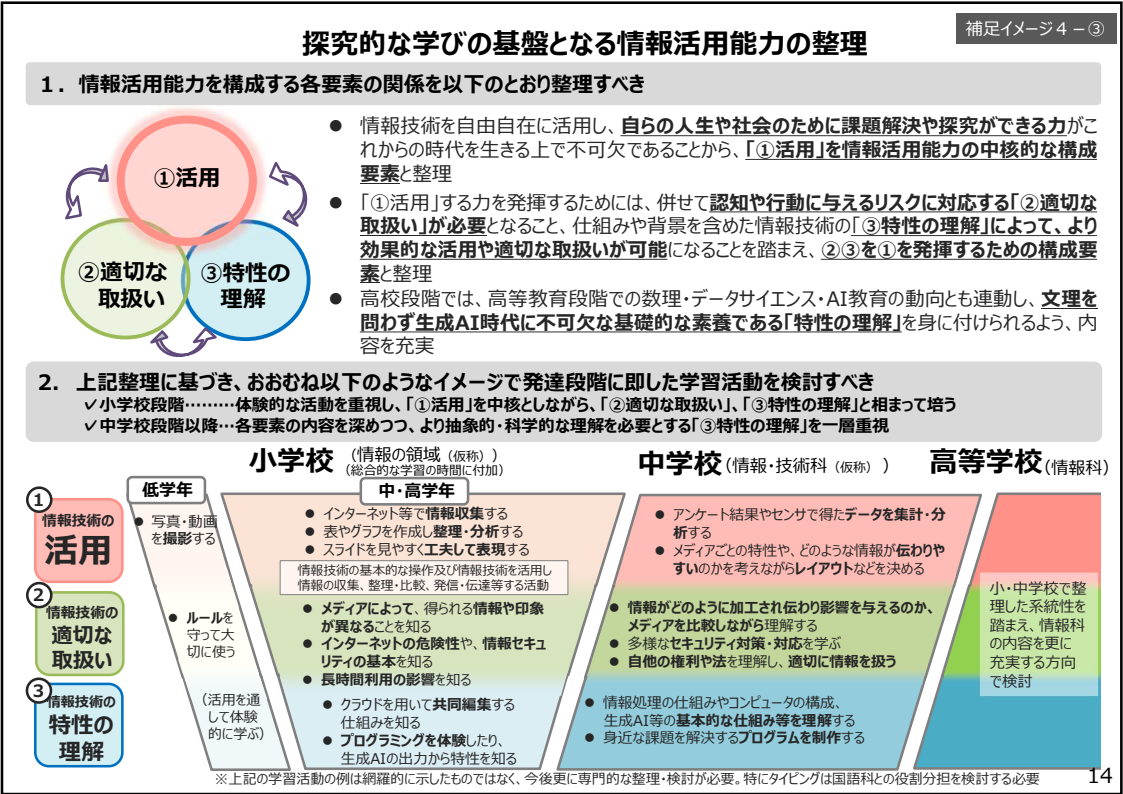 補足イメージ4－③
探究的な学びの基盤となる情報活用能力の整理
1．情報活用能力を構成する各要素の関係を以下のとおり整理すべき
①活用
②適切な
取扱い
③特性の
理解
● 情報技術を自由自在に活用し、自らの人生や社会のために課題解決や探究ができる力がこ
れからの時代を生きる上で不可欠であることから、「①活用」を情報活用能力の中核的な構成
要素と整理
● 「①活用」する力を発揮するためには、併せて認知や行動に与えるリスクに対応する「②適切な
取扱い」が必要となること、仕組みや背景を含めた情報技術の「③特性の理解」によって、より
効果的な活用や適切な取扱いが可能になることを踏まえ、②③を①を発揮するための構成要
素と整理
● 高校段階では、高等教育段階での数理・データサイエンス・AI教育の動向とも連動し、文理を
問わず生成AI時代に不可欠な基礎的な素養である「特性の理解」を身に付けられるよう、内
容を充実
2. 上記整理に基づき、おおむね以下のようなイメージで発達段階に即した学習活動を検討すべき
✓小学校段階………体験的な活動を重視し、「①活用」を中核としながら、「②適切な取扱い」、「③特性の理解」と相まって培う
✓中学校段階以降…各要素の内容を深めつつ、より抽象的・科学的な理解を必要とする「③特性の理解」を一層重視
小学校 (情報の領域（仮称）)
(総合的な学習の時間に付加)
中学校 (情報・技術科（仮称）)
高等学校 (情報科)
低学年
中・高学年
①
情報技術の
活用
● 写真・動画
を撮影する
● インターネット等で情報収集する
● 表やグラフを作成し整理・分析する
● スライドを見やすく工夫して表現する
情報技術の基本的な操作及び情報技術を活用し
情報の収集、整理・比較、発信・伝達等する活動
● アンケート結果やセンサで得たデータを集計・分
析する
● メディアごとの特性や、どのような情報が伝わりや
すいのかを考えながらレイアウトなどを決める
②
情報技術の
適切な
取扱い
● ルールを
守って大
切に使う
● メディアによって、得られる情報や印象
が異なることを知る
● インターネットの危険性や、情報セキュ
リティの基本を知る
● 長時間利用の影響を知る
● 情報がどのように加工され伝わり影響を与えるのか、
メディアを比較しながら理解する
● 多様なセキュリティ対策・対応を学ぶ
● 自他の権利や法を理解し、適切に情報を扱う
小・中学校で整
理した系統性を
踏まえ、情報科
の内容を更に
充実する方向
で検討
③
情報技術の
特性の
理解
(活用を通
して体験
的に学ぶ)
● クラウドを用いて共同編集する
仕組みを知る
● プログラミングを体験したり、
生成AIの出力から特性を知る
● 情報処理の仕組みやコンピュータの構成、
生成AI等の基本的な仕組み等を理解する
● 身近な課題を解決するプログラムを制作する
※上記の学習活動の例は網羅的に示したものではなく、今後更に専門的な整理・検討が必要。特にタイピングは国語科との役割分担を検討する必要
14